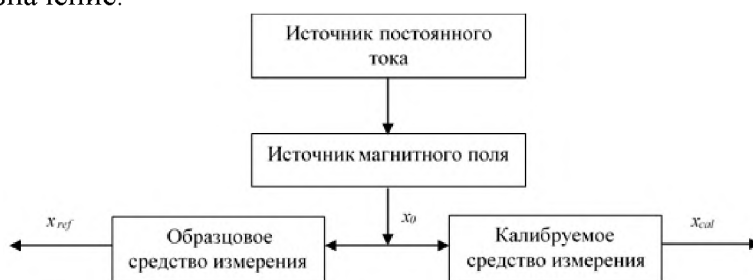 Источник постоянного
тока
Источник магнитного поля
x ref
x0
xcal
Образцовое
средство измерения
Калибруемое
средство измерения